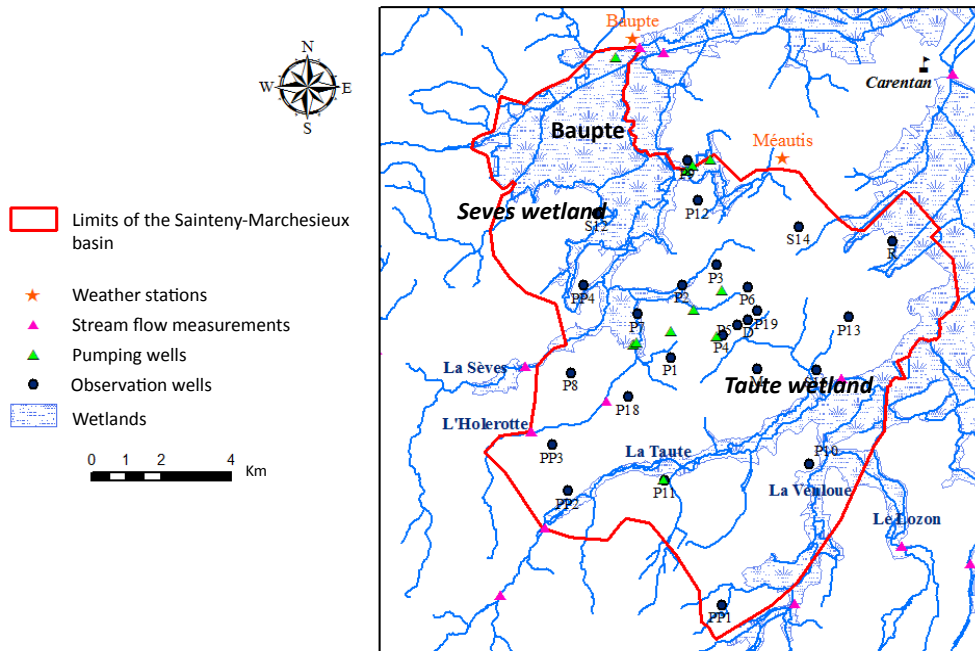 N
W
E
S
Limits of the Sainteny-Marchesieux
basin
Weather stations
Stream flow measurements
Pumping wells
Observation wells
Wetlands
0 2 4
Km
Baupte
Carentan
Baupte
Méautis
P12
Seves wetland
S12
S14
R
P3
P2
P6
PP4
P7
P19
P5
D
P4
P13
P1
La Sèves
P8
Taute wetland
P18
L'Holerotte
La Taute
PP3
P10
P11
La Venloue
PP2
Le Lozon
PP1